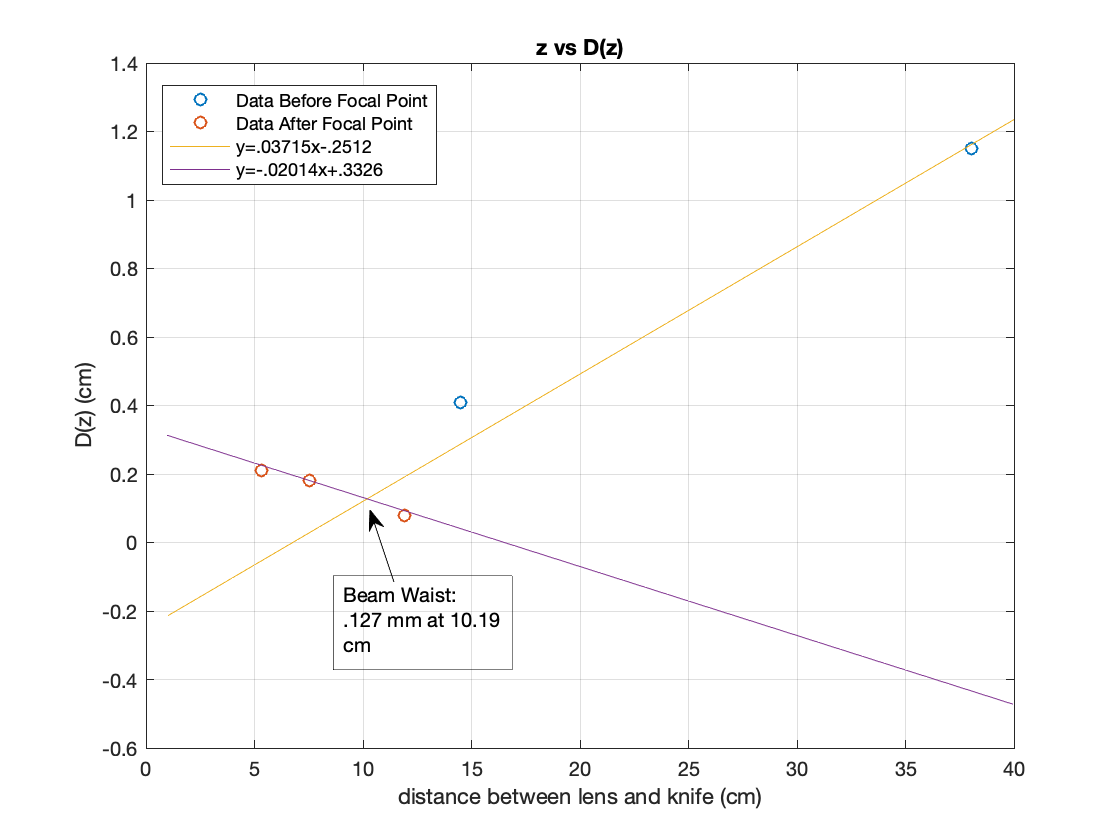 z vs D(z)
1.4
1.2
1
0.8
0.6
0.4
0.2
0
-0.2
-0.4
-0.6
D(z) (cm)
Data Before Focal Point
Data After Focal Point
y=.03715x-.2512
y=-.02014x+.3326
Beam Waist:
.127 mm at 10.19
cm
0 5 10 15 20 25 30 35 40
distance between lens and knife (cm)